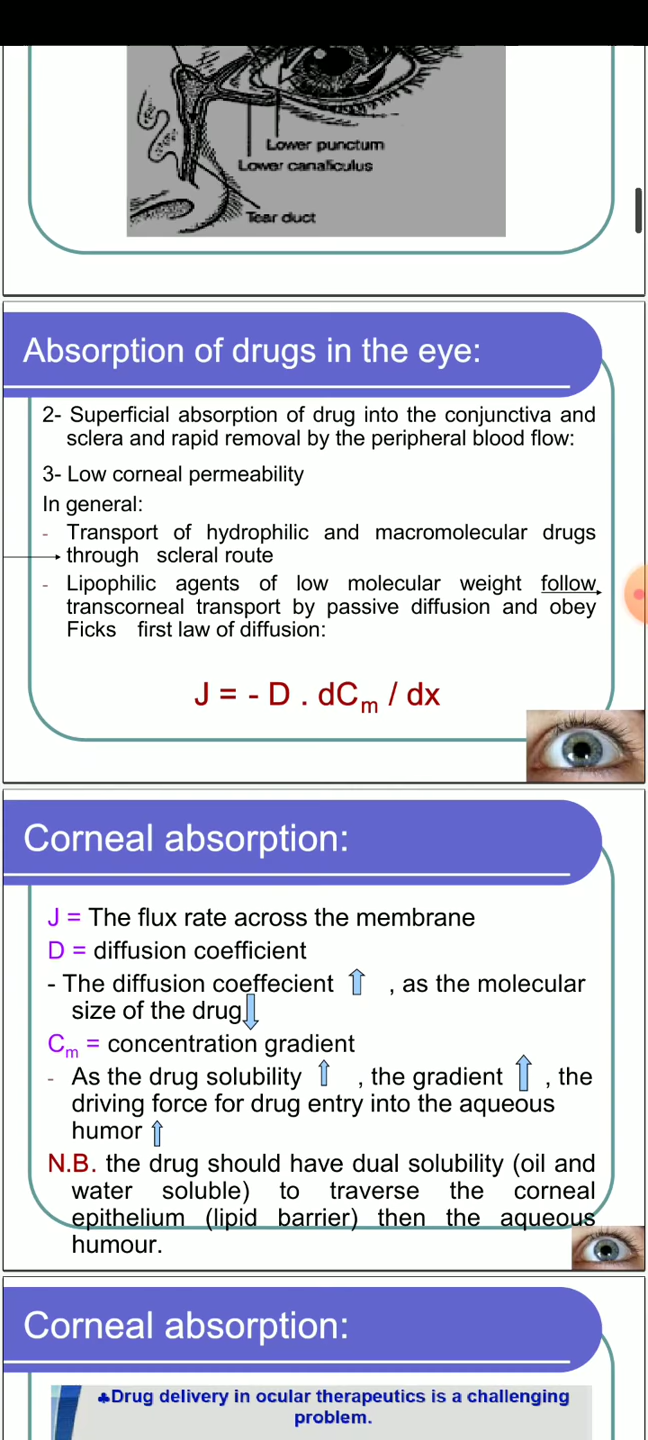 Lower punctum
Lower canaliculus
Tear duct
Absorption of drugs in the eye:
2- Superficial absorption of drug into the conjunctiva and
sclera and rapid removal by the peripheral blood flow:
3- Low corneal permeability
In general:
- Transport of hydrophilic and macromolecular drugs
through scleral route
- Lipophilic agents of low molecular weight follow
transcorneal transport by passive diffusion and obey
Ficks first law of diffusion:
J = - D . dCm / dx
Corneal absorption:
J = The flux rate across the membrane
D = diffusion coefficient
- The diffusion coeffecient ⇧ , as the molecular
size of the drug⇩
Cm = concentration gradient
- As the drug solubility ⇧ , the gradient ⇧ , the
driving force for drug entry into the aqueous
humor ⇧
N.B. the drug should have dual solubility (oil and
water soluble) to traverse the corneal
epithelium (lipid barrier) then the aqueous
humour.
Corneal absorption:
♣Drug delivery in ocular therapeutics is a challenging
problem.